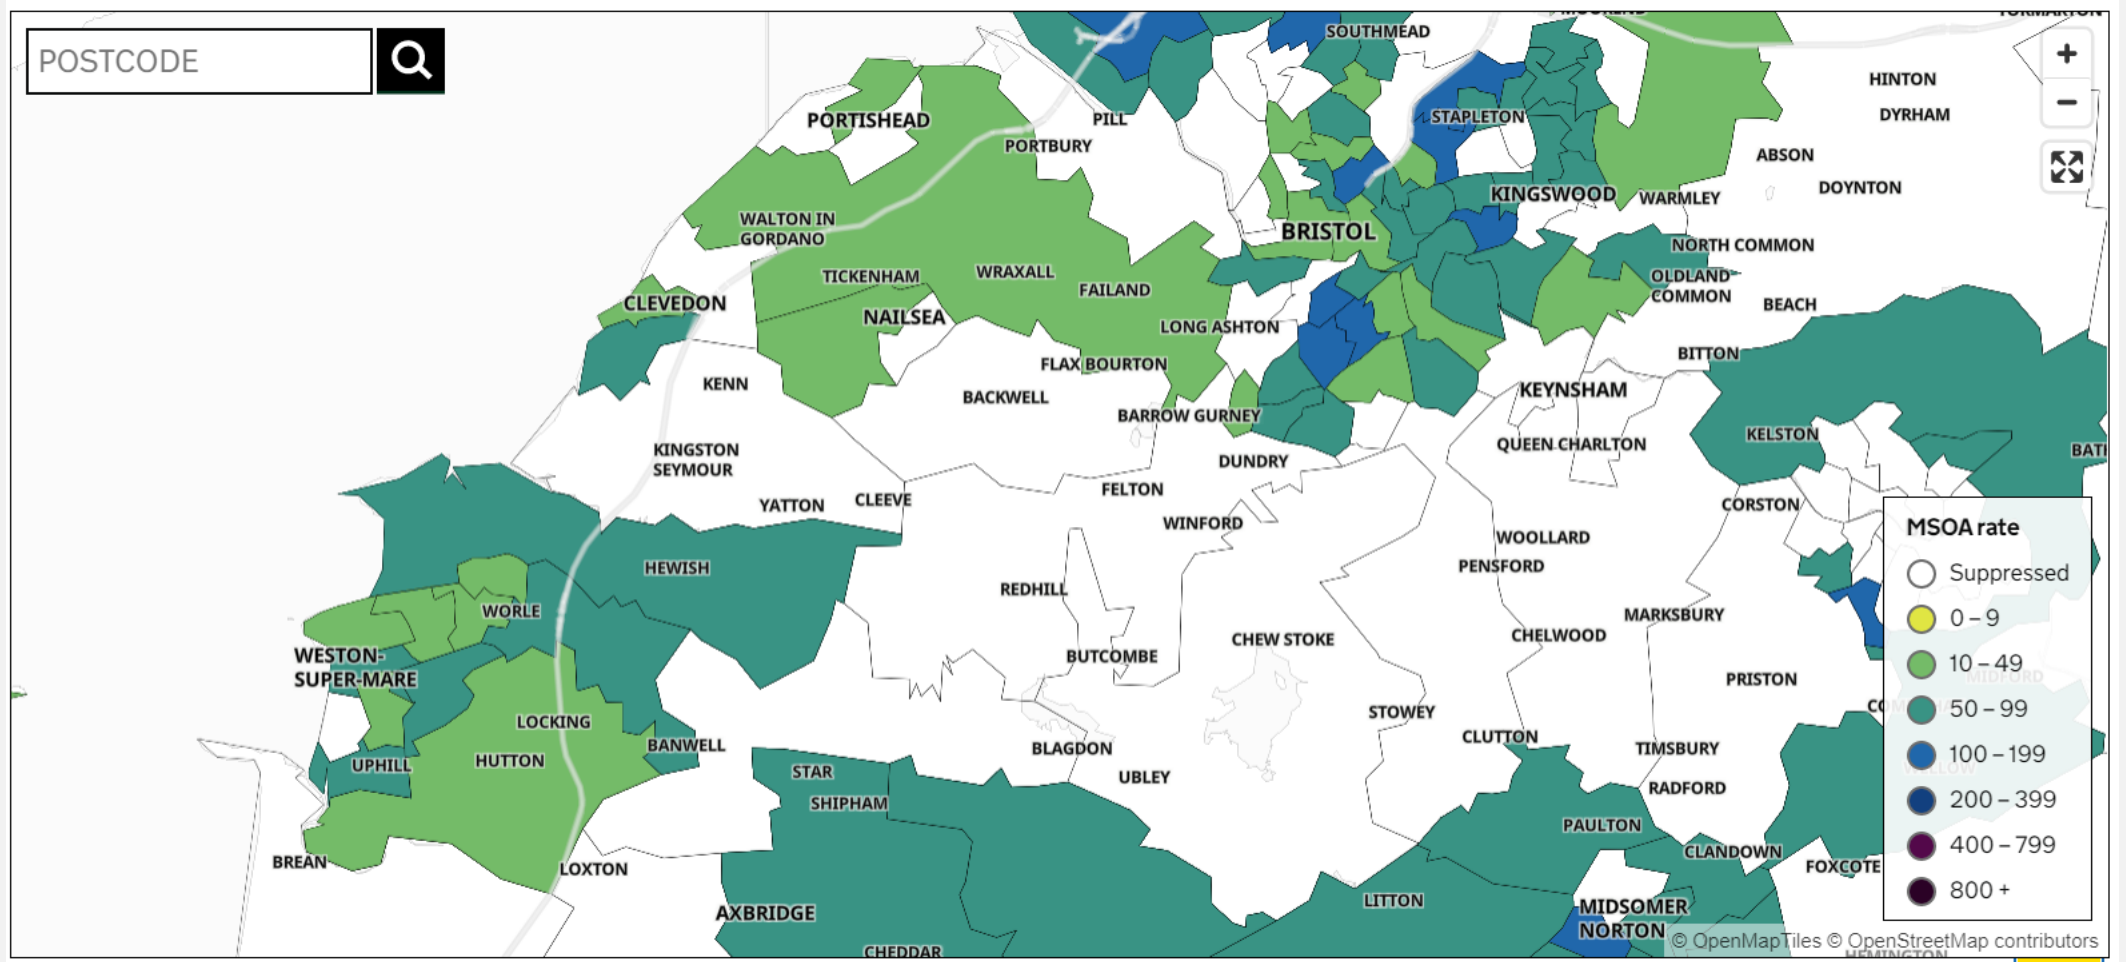 POSTCODE
SOUTHMEAD
HINTON
PORTISHEAD
PILL
STAPLETON
DYRHAM
PORTBURY
ABSON
DOYNTON
KINGSWOOD
WARMLEY
WALTON IN
GORDANO
BRISTOL
NORTH COMMON
TICKENHAM
WRAXALL
FAILAND
OLDLAND
COMMON
CLEVEDON
NAILSEA
LONG ASHTON
BEACH
FLAX BOURTON
BITTON
KENN
BACKWELL
KEYNSHAM
BARROW GURNEY
KELSTON
QUEEN CHARLTON
KINGSTON
SEYMOUR
DUNDRY
BATH
YATTON
CLEEVE
FELTON
CORSTON
WINFORD
WOOLLARD
HEWISH
PENSFORD
REDHILL
WORLE
MARKSBURY
CHEW STOKE
CHELWOOD
WESTON-
SUPER-MARE
BUTCOMBE
PRISTON
STOWEY
LOCKING
CLUTTON
BANWELL
BLAGDON
TIMSBURY
HUTTON
UPHILL
STAR
UBLEY
RADFORD
SHIPHAM
PAULTON
CLANDOWN
BREAN
LOXTON
FOXCOTE
LITTON
AXBRIDGE
MIDSOMER
NORTON
CHEDDAR
MSOA rate
Suppressed
0 – 9
10 – 49
MIDFORD
50 – 99
100 – 199
200 – 399
400 – 799
800 +
© OpenMapTiles © OpenStreetMap contributors
HEMINGTON